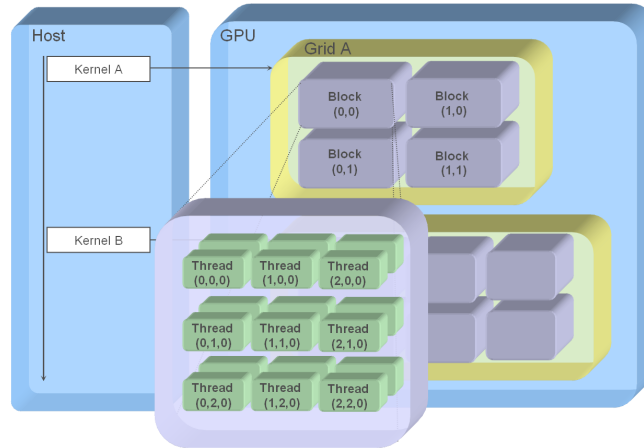 Host
GPU
Grid A
Kernel A
Block
(0,0)
Block
(1,0)
Block
(0,1)
Block
(1,1)
Kernel B
Thread
(0,0,0)
Thread
(1,0,0)
Thread
(2,0,0)
Thread
(0,1,0)
Thread
(1,1,0)
Thread
(2,1,0)
Thread
(0,2,0)
Thread
(1,2,0)
Thread
(2,2,0)